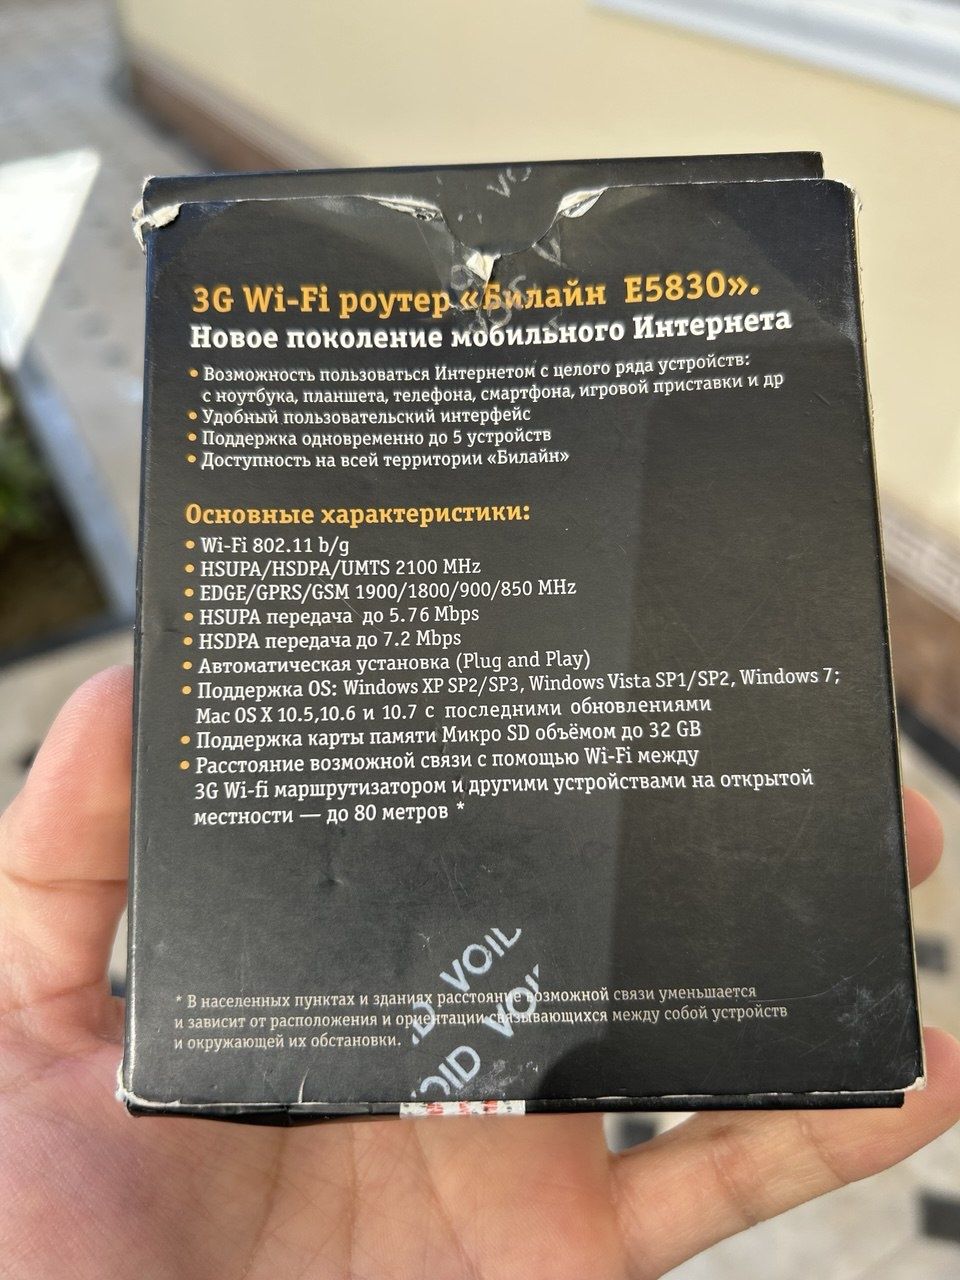 3G Wi-Fi роутер «Билайн E5830».
Новое поколение мобильного Интернета
• Возможность пользоваться Интернетом с целого ряда устройств:
с ноутбука, планшета, телефона, смартфона, игровой приставки и др
• Удобный пользовательский интерфейс
• Поддержка одновременно до 5 устройств
• Доступность на всей территории «Билайн»
Основные характеристики:
• Wi-Fi 802.11 b/g
• HSUPA/HSDPA/UMTS 2100 MHz
• EDGE/GPRS/GSM 1900/1800/900/850 MHz
• HSUPA передача до 5.76 Mbps
• HSDPA передача до 7.2 Mbps
• Автоматическая установка (Plug and Play)
• Поддержка OS: Windows XP SP2/SP3, Windows Vista SP1/SP2, Windows 7;
Mac OS X 10.5,10.6 и 10.7 с последними обновлениями
• Поддержка карты памяти Микро SD объёмом до 32 GB
• Расстояние возможной связи с помощью Wi-Fi между
3G Wi-fi маршрутизатором и другими устройствами на открытой
местности — до 80 метров *
VOID
* В населенных пунктах и зданиях расстояние возможной связи уменьшается
и зависит от расположения и ориентации связывающихся между собой устройств
и окружающей их обстановки.